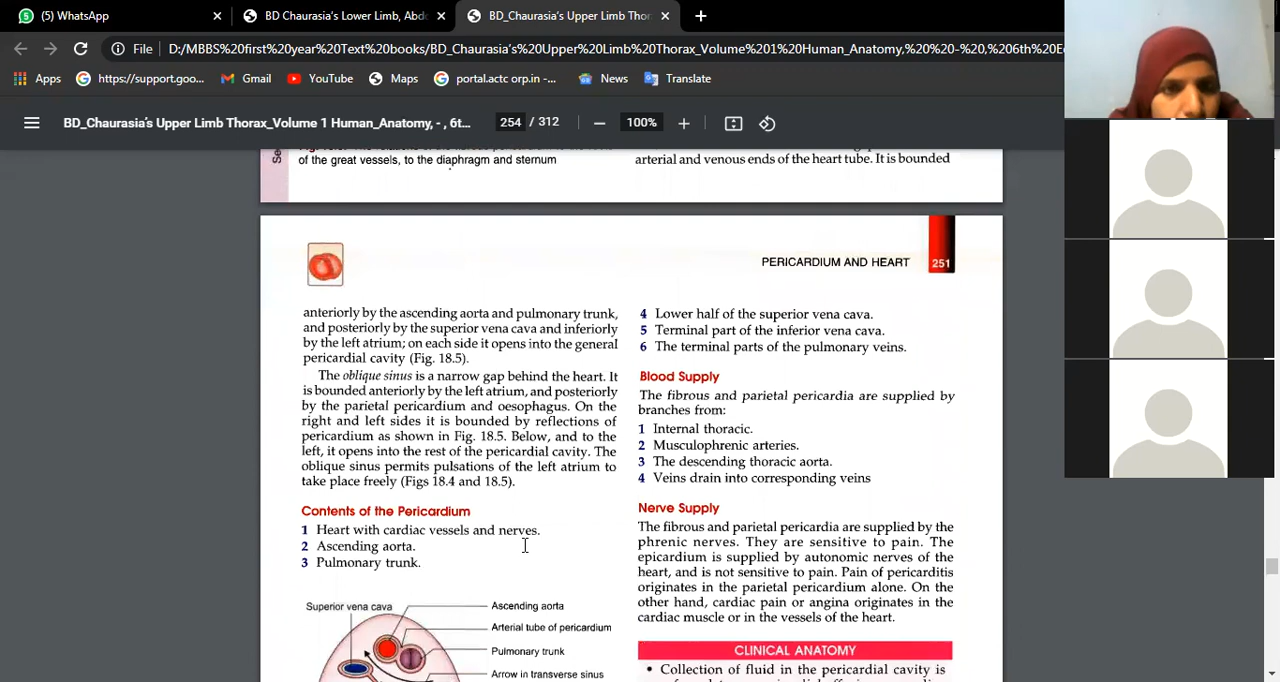 (5) WhatsApp
BD Chaurasia's Lower Limb, Abdo
BD_Chaurasia's Upper Limb Thor
File
D:/MBBS%20first%20year%20Text%20books/BD_Chaurasia's%20Upper%20Limb%20Thorax_Volume%201%20Human_Anatomy,%20%20-%20,%206th%20E
Apps
https://support.goo...
Gmail
YouTube
Maps
portal.actc orp.in -...
News
Translate
BD_Chaurasia's Upper Limb Thorax_Volume 1 Human_Anatomy, - , 6t...
254 / 312
100%
of the great vessels, to the diaphragm and sternum
arterial and venous ends of the heart tube. It is bounded
PERICARDIUM AND HEART
251
anteriorly by the ascending aorta and pulmonary trunk,
and posteriorly by the superior vena cava and inferiorly
by the left atrium; on each side it opens into the general
pericardial cavity (Fig. 18.5).
The oblique sinus is a narrow gap behind the heart. It
is bounded anteriorly by the left atrium, and posteriorly
by the parietal pericardium and oesophagus. On the
right and left sides it is bounded by reflections of
pericardium as shown in Fig. 18.5. Below, and to the
left, it opens into the rest of the pericardial cavity. The
oblique sinus permits pulsations of the left atrium to
take place freely (Figs 18.4 and 18.5).
Contents of the Pericardium
1 Heart with cardiac vessels and nerves.
2 Ascending aorta.
3 Pulmonary trunk.
Superior vena cava
Ascending aorta
Arterial tube of pericardium
Pulmonary trunk
Arrow in transverse sinus
4 Lower half of the superior vena cava.
5 Terminal part of the inferior vena cava.
6 The terminal parts of the pulmonary veins.
Blood Supply
The fibrous and parietal pericardia are supplied by
branches from:
1 Internal thoracic.
2 Musculophrenic arteries.
3 The descending thoracic aorta.
4 Veins drain into corresponding veins
Nerve Supply
The fibrous and parietal pericardia are supplied by the
phrenic nerves. They are sensitive to pain. The
epicardium is supplied by autonomic nerves of the
heart, and is not sensitive to pain. Pain of pericarditis
originates in the parietal pericardium alone. On the
other hand, cardiac pain or angina originates in the
cardiac muscle or in the vessels of the heart.
CLINICAL ANATOMY
• Collection of fluid in the pericardial cavity is